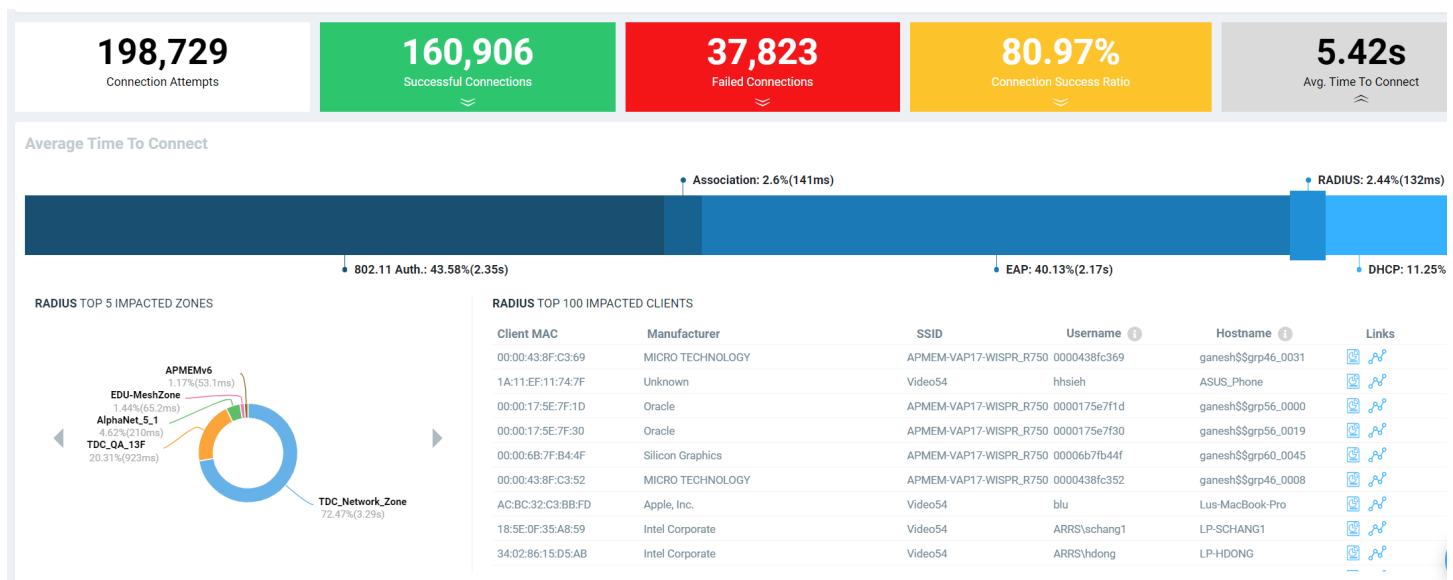 198,729
Connection Attempts
160,906
Successful Connections
37,823
Failed Connections
80.97%
Connection Success Ratio
5.42s
Avg. Time To Connect
Average Time To Connect
Association: 2.6%(141ms)
RADIUS: 2.44%(132ms)
802.11 Auth.: 43.58%(2.35s)
EAP: 40.13%(2.17s)
DHCP: 11.25%
RADIUS TOP 5 IMPACTED ZONES
APMEMv6
1.17%(53.1ms)
EDU-MeshZone
1.44%(65.2ms)
AlphaNet_5_1
4.62%(210ms)
TDC_QA_13F
20.31%(923ms)
TDC_Network_Zone
72.47%(3.29s)
RADIUS TOP 100 IMPACTED CLIENTS
Client MAC Manufacturer SSID Username Hostname Links
00:00:43:8F:C3:69 MICRO TECHNOLOGY APMEM-VAP17-WISPR_R750 0000438fc369 ganesh$$grp46_0031
1A:11:EF:11:74:7F Unknown Video54 hhsieh ASUS_Phone
00:00:17:5E:7F:1D Oracle APMEM-VAP17-WISPR_R750 0000175e7f1d ganesh$$grp56_0000
00:00:17:5E:7F:30 Oracle APMEM-VAP17-WISPR_R750 0000175e7f30 ganesh$$grp56_0019
00:00:6B:7F:B4:4F Silicon Graphics APMEM-VAP17-WISPR_R750 00006b7fb44f ganesh$$grp60_0045
00:00:43:8F:C3:52 MICRO TECHNOLOGY APMEM-VAP17-WISPR_R750 0000438fc352 ganesh$$grp46_0008
AC:BC:32:C3:BB:FD Apple, Inc. Video54 blu Lus-MacBook-Pro
18:5E:0F:35:A8:59 Intel Corporate Video54 ARRS\schang1 LP-SCHANG1
34:02:86:15:D5:AB Intel Corporate Video54 ARRS\hdong LP-HDONG